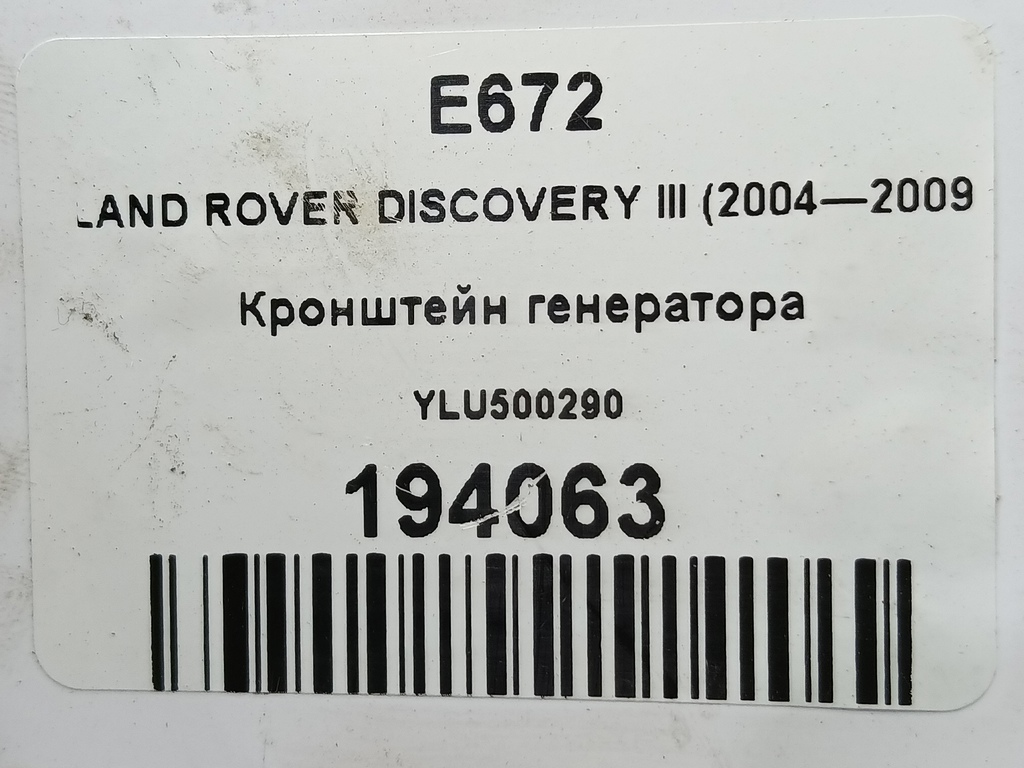 E672
LAND ROVER DISCOVERY III (2004—2009
Кронштейн генератора
YLU500290
194063